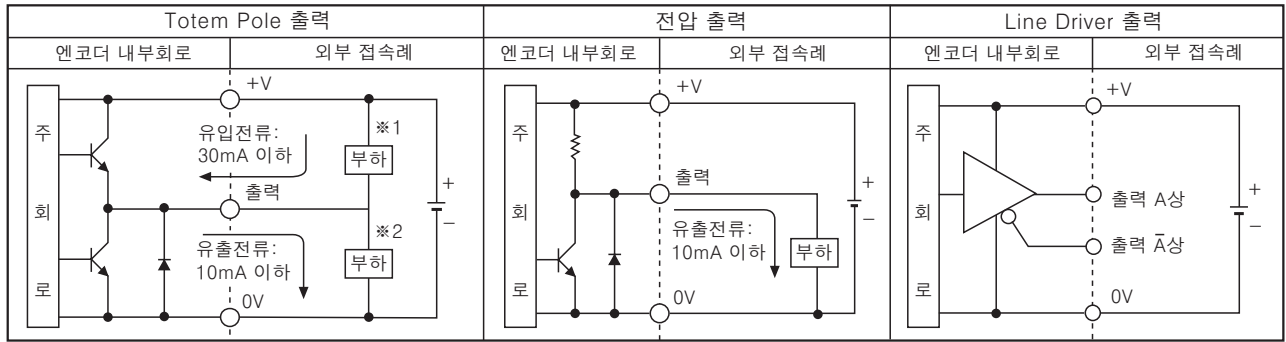 Totem Pole 출력
전압 출력
Line Driver 출력
엔코더 내부회로
외부 접속례
엔코더 내부회로
외부 접속례
엔코더 내부회로
외부 접속례
주
회
로
+V
유입전류:
30mA 이하
※1
부하
출력
유출전류:
10mA 이하
※2
부하
0V
+
−
주
회
로
+V
출력
유출전류:
10mA 이하
부하
0V
+
−
주
회
로
+V
출력 A상
출력 A̅상
0V
+
−